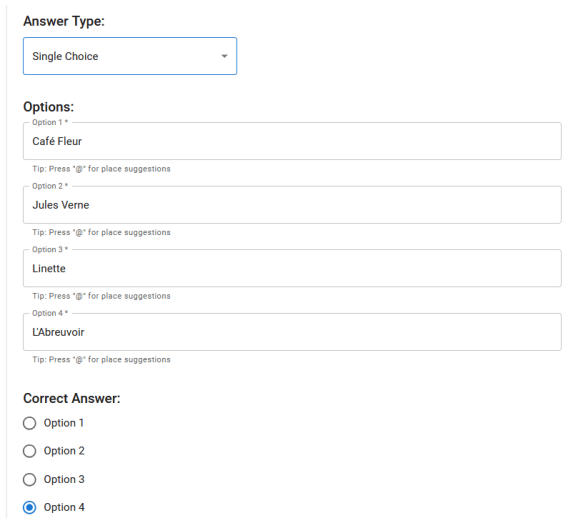 Answer Type:
Single Choice
Options:
Option 1 *
Café Fleur
Tip: Press "@" for place suggestions
Option 2 *
Jules Verne
Tip: Press "@" for place suggestions
Option 3 *
Linette
Tip: Press "@" for place suggestions
Option 4 *
L'Abreuvoir
Tip: Press "@" for place suggestions
Correct Answer:
Option 1
Option 2
Option 3
Option 4